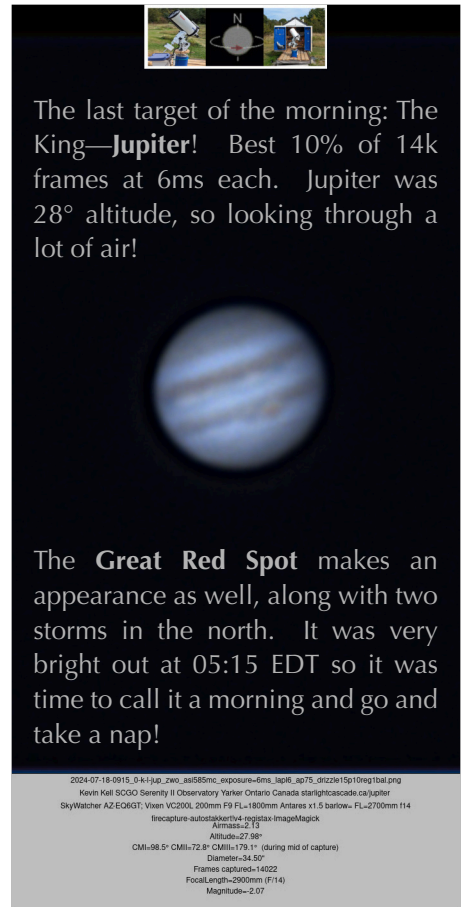 N
The last target of the morning: The
King—Jupiter! Best 10% of 14k
frames at 6ms each. Jupiter was
28° altitude, so looking through a
lot of air!
The Great Red Spot makes an
appearance as well, along with two
storms in the north. It was very
bright out at 05:15 EDT so it was
time to call it a morning and go and
take a nap!
2024-07-18-0915_0-k-l-jup_zwo_asi585mc_exposure=6ms_lapl6_ap75_drizzle15p10reg1bal.png
Kevin Kell SCGO Serenity II Observatory Yarker Ontario Canada starlightcascade.ca/jupiter
SkyWatcher AZ-EQ6GT; Vixen VC200L 200mm F9 FL=1800mm Antares x1.5 barlow= FL=2700mm f14
firecapture-autostakkert!v4-registax-ImageMagick
Airmass=2.13
Altitude=27.98°
CMI=98.5° CMII=72.8° CMIII=179.1° (during mid of capture)
Diameter=34.50"
Frames captured=14022
FocalLength=2900mm (F/14)
Magnitude=-2.07